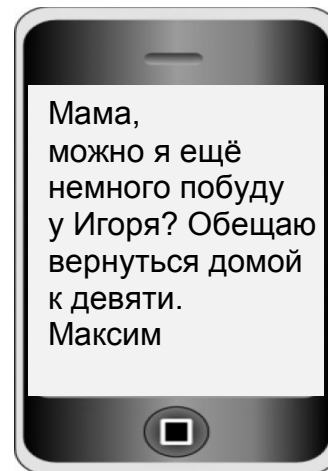 Мама,
можно я ещё
немного побуду
у Игоря? Обещаю
вернуться домой
к девяти.
Максим